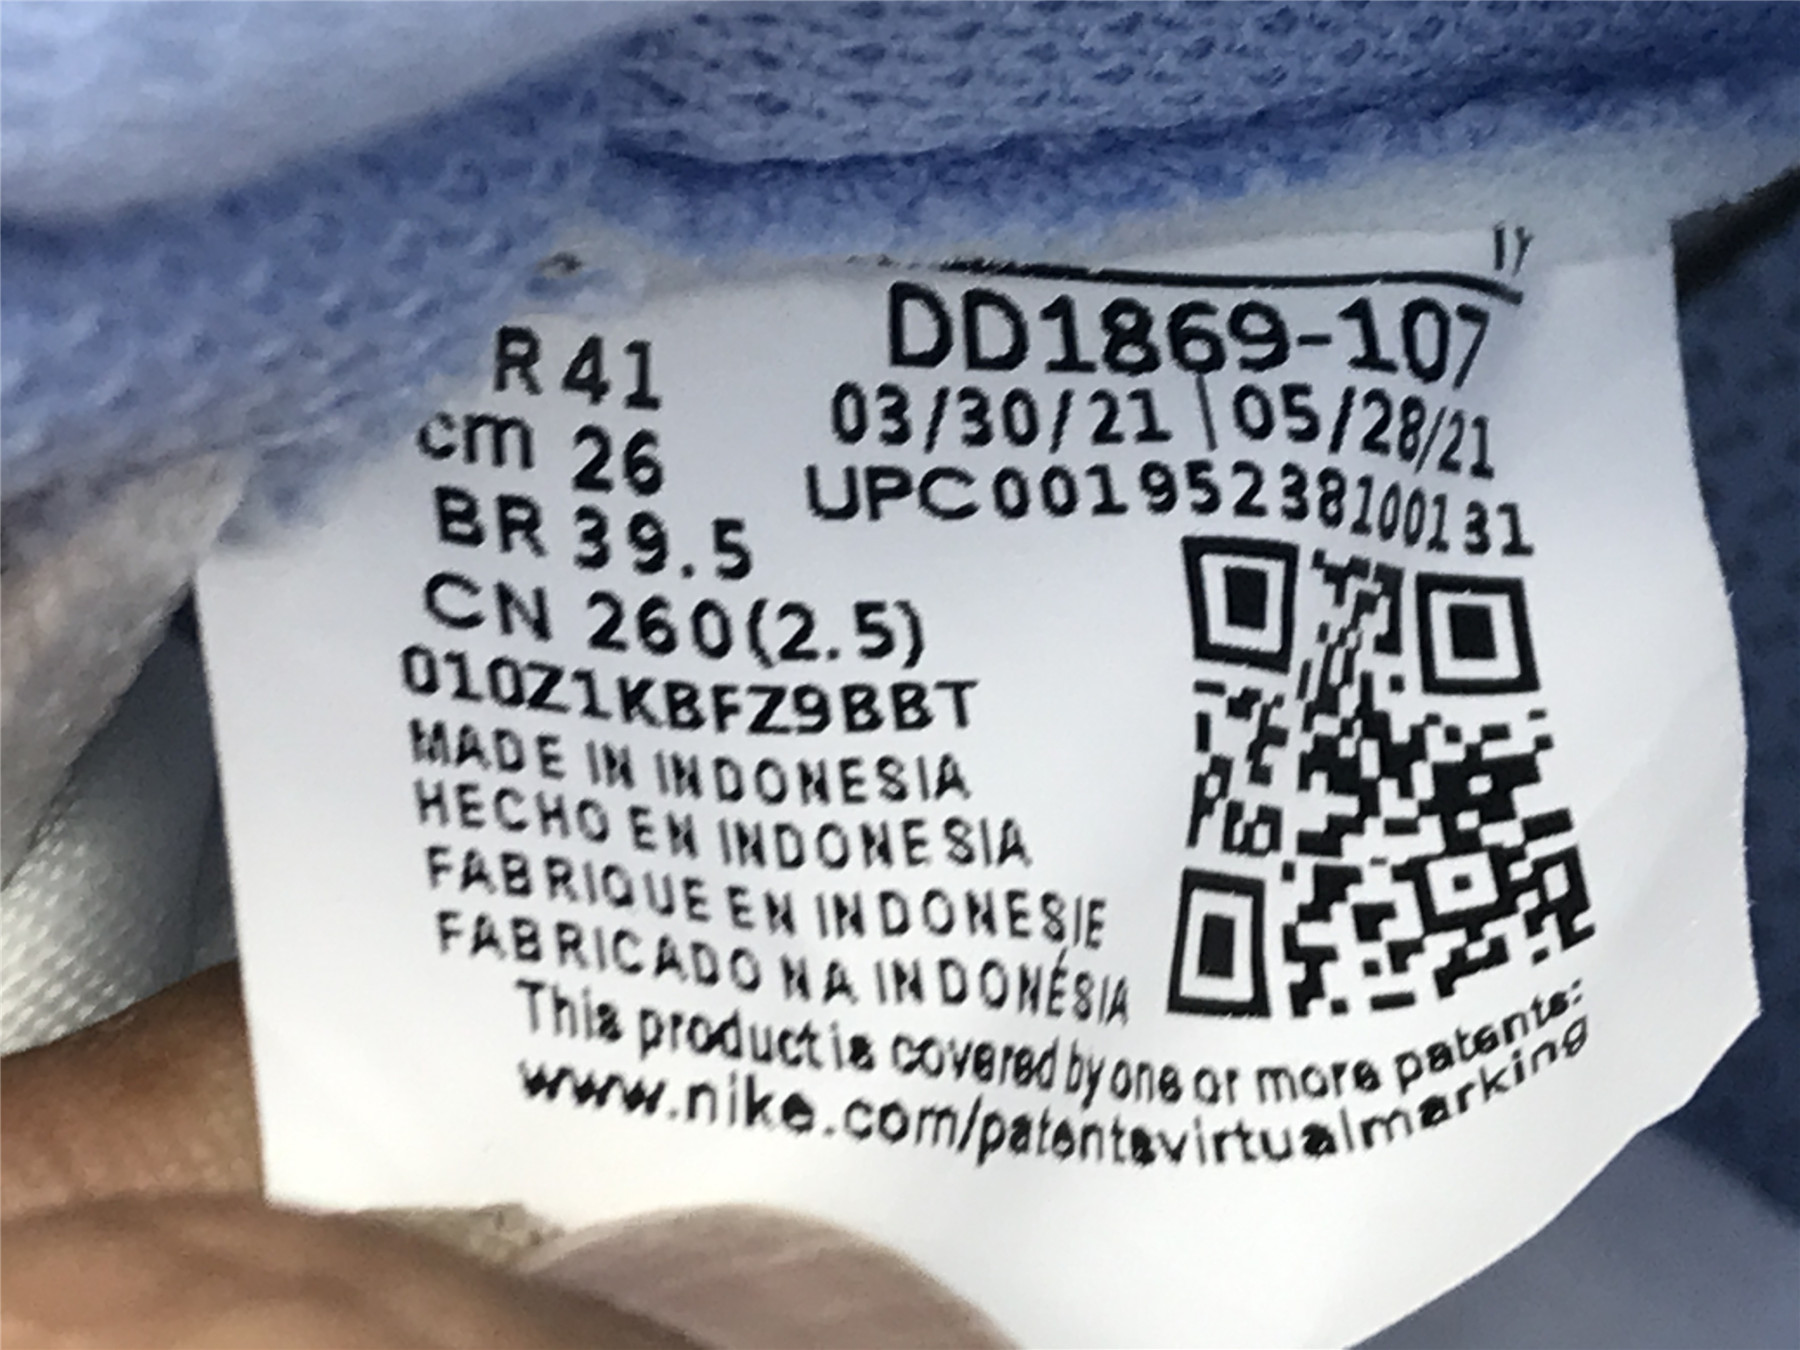 R 41
cm 26
BR 39.5
CN 260(2.5)
010Z1KBFZ9BBT
DD1869-107
03/30/21 | 05/28/21
UPC00195238100131
MADE IN INDONESIA
HECHO EN INDONESIA
FABRIQUE EN INDONESIE
FABRICADO NA INDONÉSIA
This product is covered by one or more patents:
www.nike.com/patentsvirtualmarking